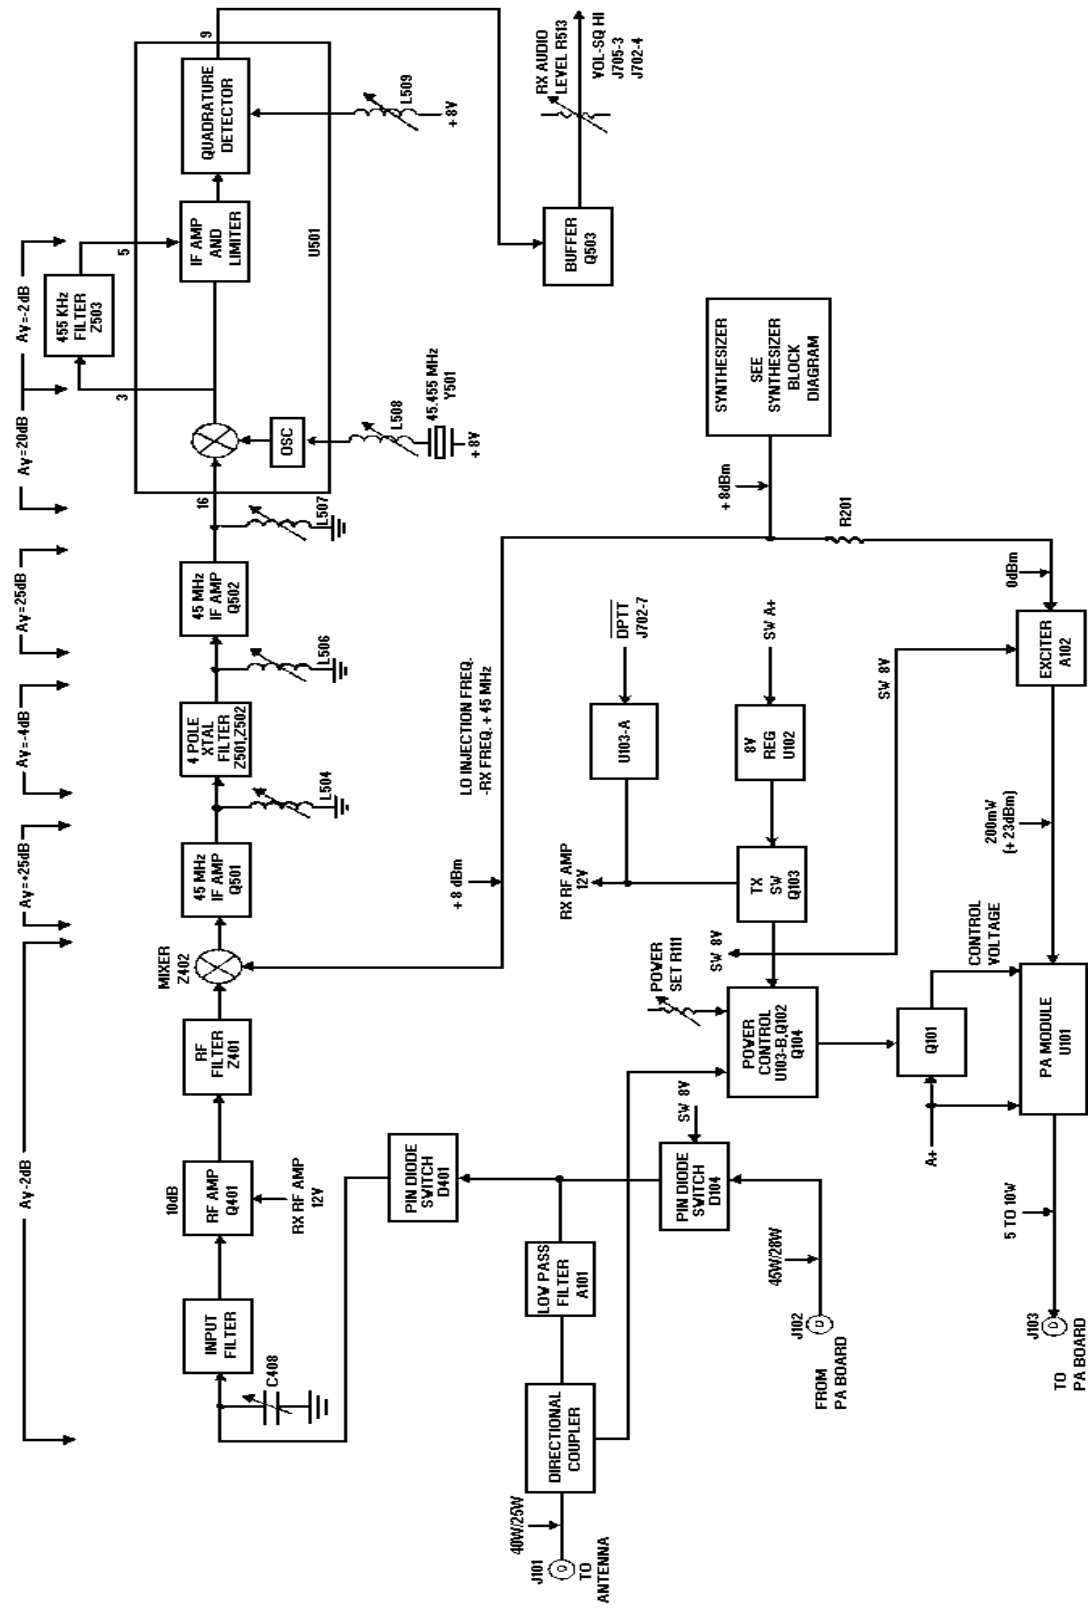 Av-2dB
Av=+25dB
Av=-4dB
Av=25dB
Av=20dB
Av=-2dB
INPUT
FILTER
C408
10dB
RF AMP
Q401
RX RF AMP
12V
RF
FILTER
Z401
MIXER
Z402
45 MHz
IF AMP
Q501
L504
4 POLE
XTAL
FILTER
Z501,Z502
L506
45 MHz
IF AMP
Q502
L507
16
3
455 KHz
FILTER
Z503
5
OSC
L508
45.455 MHz
Y501
+8V
IF AMP
AND
LIMITER
U501
QUADRATURE
DETECTOR
L509
+8V
9
BUFFER
Q503
RX AUDIO
LEVEL R513
VOL-SQ HI
J705-3
J702-4
PIN DIODE
SWITCH
D401
+8 dBm
LO INJECTION FREQ.
-RX FREQ. + 45 MHz
+8dBm
SYNTHESIZER
SEE
SYNTHESIZER
BLOCK
DIAGRAM
R201
0dBm
J101
TO
ANTENNA
40W/25W
DIRECTIONAL
COUPLER
LOW PASS
FILTER
A101
PIN DIODE
SWITCH
D104
SW 8V
45W/28W
J102
FROM
PA BOARD
POWER
SET R111
POWER
CONTROL
U103-B,Q102
Q104
RX RF AMP
12V
SW 8V
TX
SW
Q103
U103-A
DPTT
J702-7
8V
REG
U102
SW A+
SW 8V
EXCITER
A102
200mW
(+23dBm)
A+
Q101
CONTROL
VOLTAGE
PA MODULE
U101
5 TO 10W
J103
TO
PA BOARD